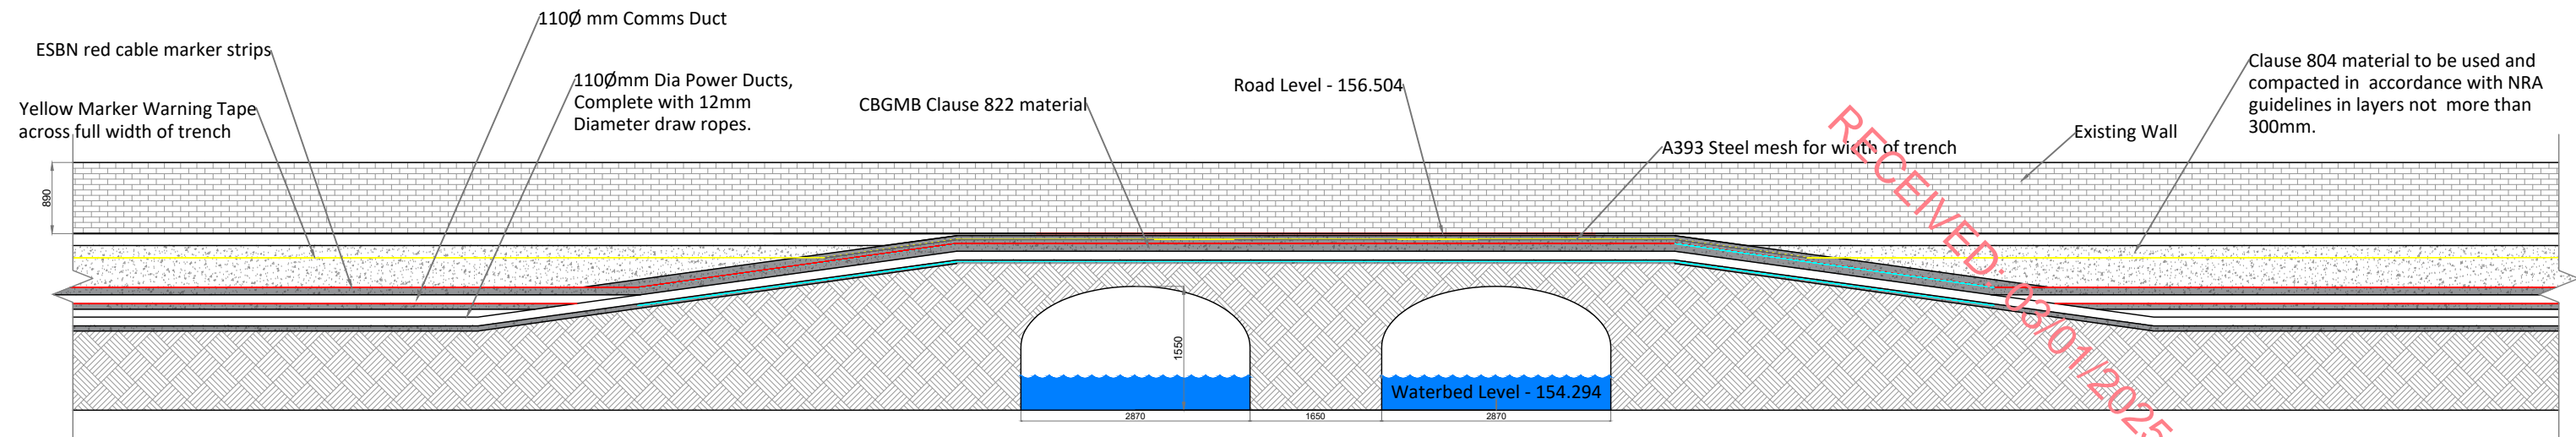 110Ø mm Comms Duct
ESBN red cable marker strips
110Ømm Dia Power Ducts,
Complete with 12mm
Diameter draw ropes.
Yellow Marker Warning Tape
across full width of trench
CBGMB Clause 822 material
Road Level - 156.504
A393 Steel mesh for width of trench
Existing Wall
Clause 804 material to be used and
compacted in accordance with NRA
guidelines in layers not more than
300mm.
RECEIVED: 03/01/2025
890
1550
Waterbed Level - 154.294
2870
1650
2870